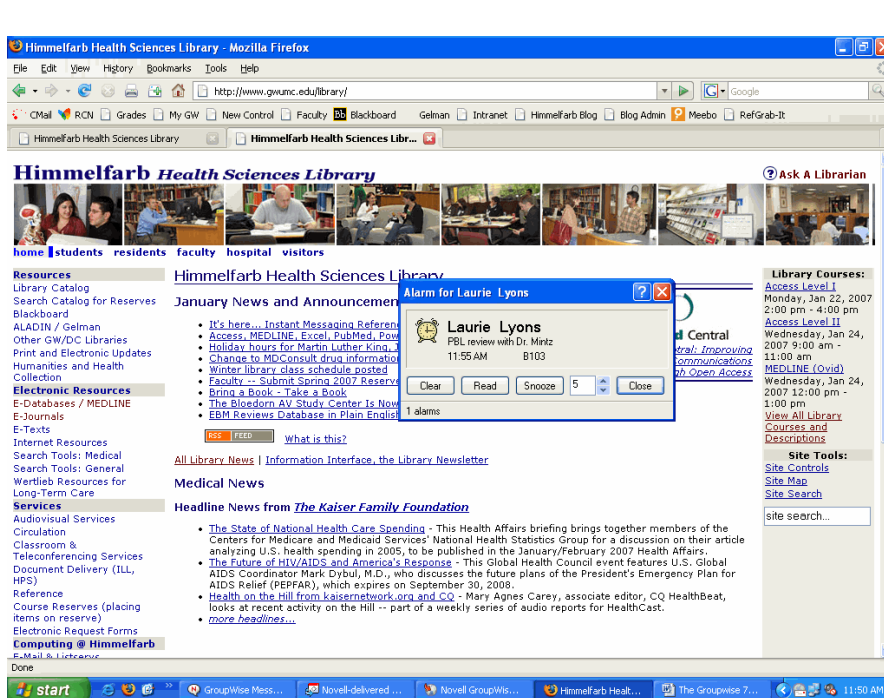 Himmelfarb Health Sciences Library - Mozilla Firefox
File Edit View History Bookmarks Tools Help
http://www.gwumc.edu/library/
G Google
CMail RCN Grades My GW New Control Faculty Bb Blackboard Gelman Intranet Himmelfarb Blog Blog Admin Meebo RefGrab-It
Himmelfarb Health Sciences Library
Himmelfarb Health Sciences Libr...
Himmelfarb Health Sciences Library
? Ask A Librarian
home students residents faculty hospital visitors
Resources
Library Catalog
Search Catalog for Reserves
Blackboard
ALADIN / Gelman
Other GW/DC Libraries
Print and Electronic Updates
Humanities and Health
Collection
Electronic Resources
E-Databases / MEDLINE
E-Journals
E-Texts
Internet Resources
Search Tools: Medical
Search Tools: General
Wertlieb Resources for
Long-Term Care
Services
Audiovisual Services
Circulation
Classroom &
Teleconferencing Services
Document Delivery (ILL,
HPS)
Reference
Course Reserves (placing
items on reserve)
Electronic Request Forms
Computing @ Himmelfarb
E-Mail & Listservs
Himmelfarb Health Sciences Library
January News and Announcemen
It's here... Instant Messaging Referen
Access, MEDLINE, Excel, PubMed, Pow
Holiday hours for Martin Luther King, J
Change to MDConsult drug information
Winter library class schedule posted
Faculty -- Submit Spring 2007 Reserve
Bring a Book - Take a Book
The Bloedorn AV Study Center Is Now
EBM Reviews Database in Plain English
RSS FEED What is this?
All Library News | Information Interface, the Library Newsletter
Medical News
Headline News from The Kaiser Family Foundation
The State of National Health Care Spending - This Health Affairs briefing brings together members of the
Centers for Medicare and Medicaid Services' National Health Statistics Group for a discussion on their article
analyzing U.S. health spending in 2005, to be published in the January/February 2007 Health Affairs.
The Future of HIV/AIDS and America's Response - This Global Health Council event features U.S. Global
AIDS Coordinator Mark Dybul, M.D., who discusses the future plans of the President's Emergency Plan for
AIDS Relief (PEPFAR), which expires on September 30, 2008.
Health on the Hill from kaisernetwork.org and CQ - Mary Agnes Carey, associate editor, CQ HealthBeat,
looks at recent activity on the Hill -- part of a weekly series of audio reports for HealthCast.
more headlines...
Alarm for Laurie Lyons
Laurie Lyons
PBL review with Dr. Mintz
11:55 AM B103
Clear Read Snooze 5 Close
1 alarms
d Central
tral: Improving
Communications
gh Open Access
Library Courses:
Access Level I
Monday, Jan 22, 2007
2:00 pm - 4:00 pm
Access Level II
Wednesday, Jan 24,
2007 9:00 am -
11:00 am
MEDLINE (Ovid)
Wednesday, Jan 24,
2007 12:00 pm -
1:00 pm
View All Library
Courses and
Descriptions
Site Tools:
Site Controls
Site Map
Site Search
site search...
Done
start
GroupWise Mess...
Novell-delivered ...
Novell GroupWis...
Himmelfarb Healt...
The Groupwise 7...
11:50 AM